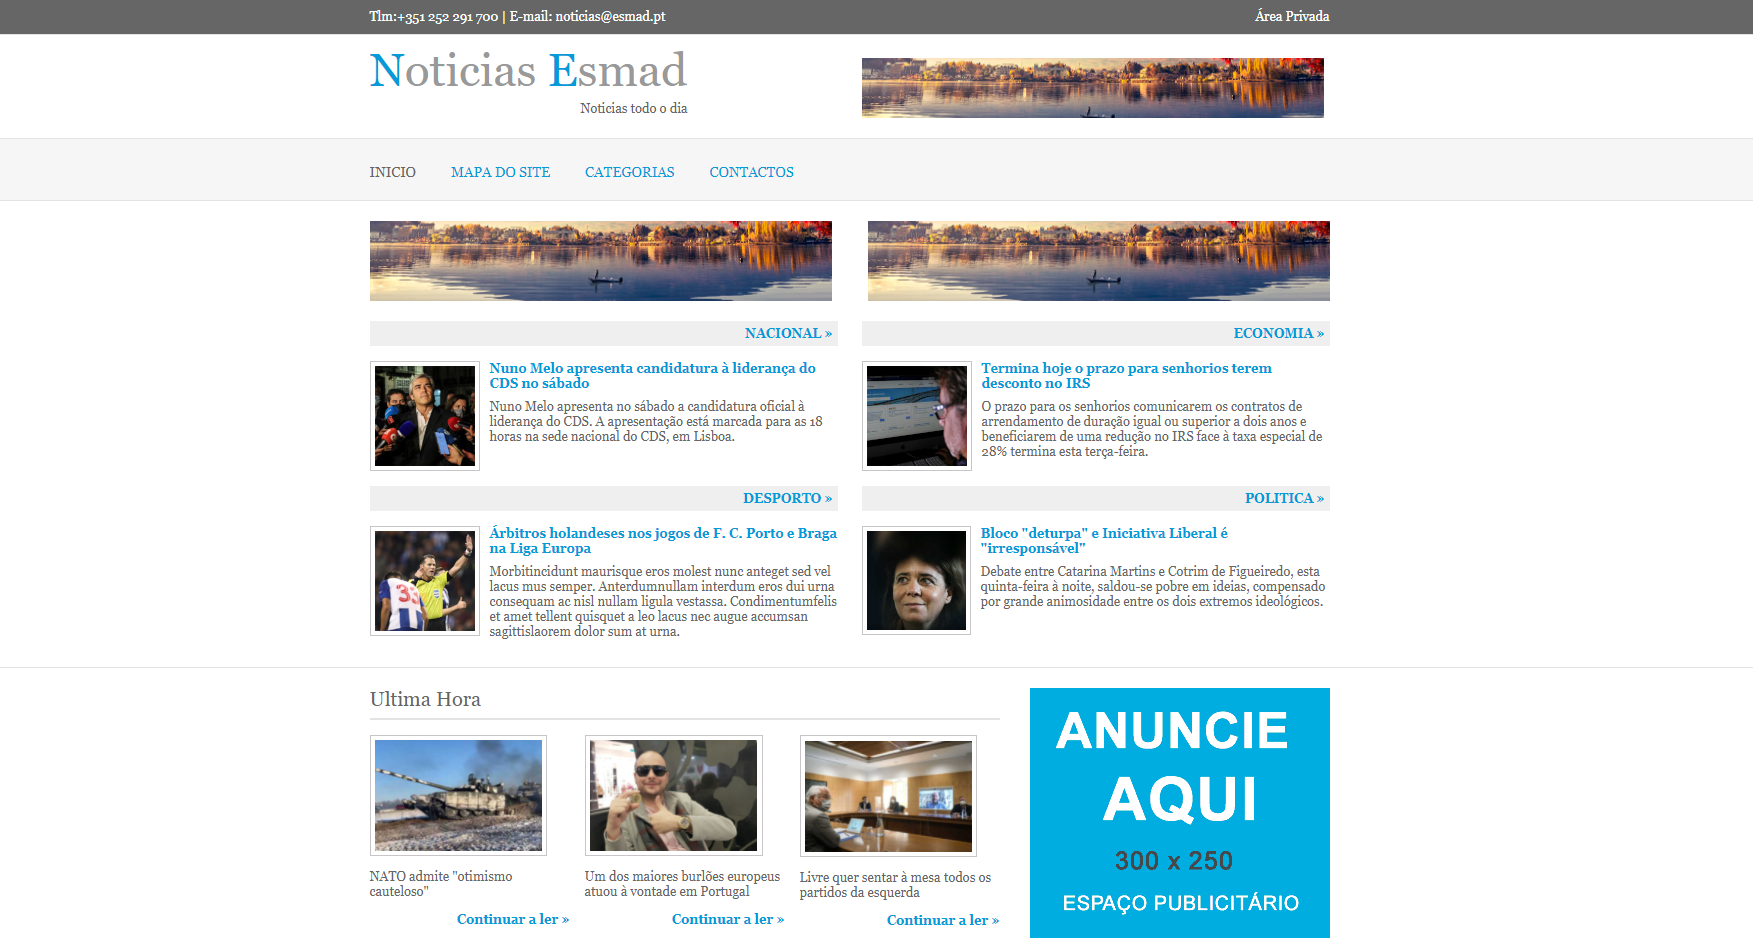 Tlm:+351 252 291 700 | E-mail: noticias@esmad.pt
Área Privada
Noticias Esmad
Noticias todo o dia
INICIO
MAPA DO SITE
CATEGORIAS
CONTACTOS
NACIONAL »
Nuno Melo apresenta candidatura à liderança do
CDS no sábado
Nuno Melo apresenta no sábado a candidatura oficial à
liderança do CDS. A apresentação está marcada para as 18
horas na sede nacional do CDS, em Lisboa.
ECONOMIA »
Termina hoje o prazo para senhorios terem
desconto no IRS
O prazo para os senhorios comunicarem os contratos de
arrendamento de duração igual ou superior a dois anos e
beneficiarem de uma redução no IRS face à taxa especial de
28% termina esta terça-feira.
DESPORTO »
Árbitros holandeses nos jogos de F. C. Porto e Braga
na Liga Europa
Morbitincidunt maurisque eros molest nunc anteget sed vel
lacus mus semper. Anterdumnullam interdum eros dui urna
consequam ac nisl nullam ligula vestassa. Condimentumfelis
et amet tellent quisquet a leo lacus nec augue accumsan
sagittislaorem dolor sum at urna.
33
POLITICA »
Bloco "deturpa" e Iniciativa Liberal é
"irresponsável"
Debate entre Catarina Martins e Cotrim de Figueiredo, esta
quinta-feira à noite, saldou-se pobre em ideias, compensado
por grande animosidade entre os dois extremos ideológicos.
Ultima Hora
NATO admite "otimismo
cauteloso"
Continuar a ler »
Um dos maiores burlões europeus
atuou à vontade em Portugal
Continuar a ler »
Livre quer sentar à mesa todos os
partidos da esquerda
Continuar a ler »
ANUNCIE
AQUI
300 x 250
ESPAÇO PUBLICITÁRIO